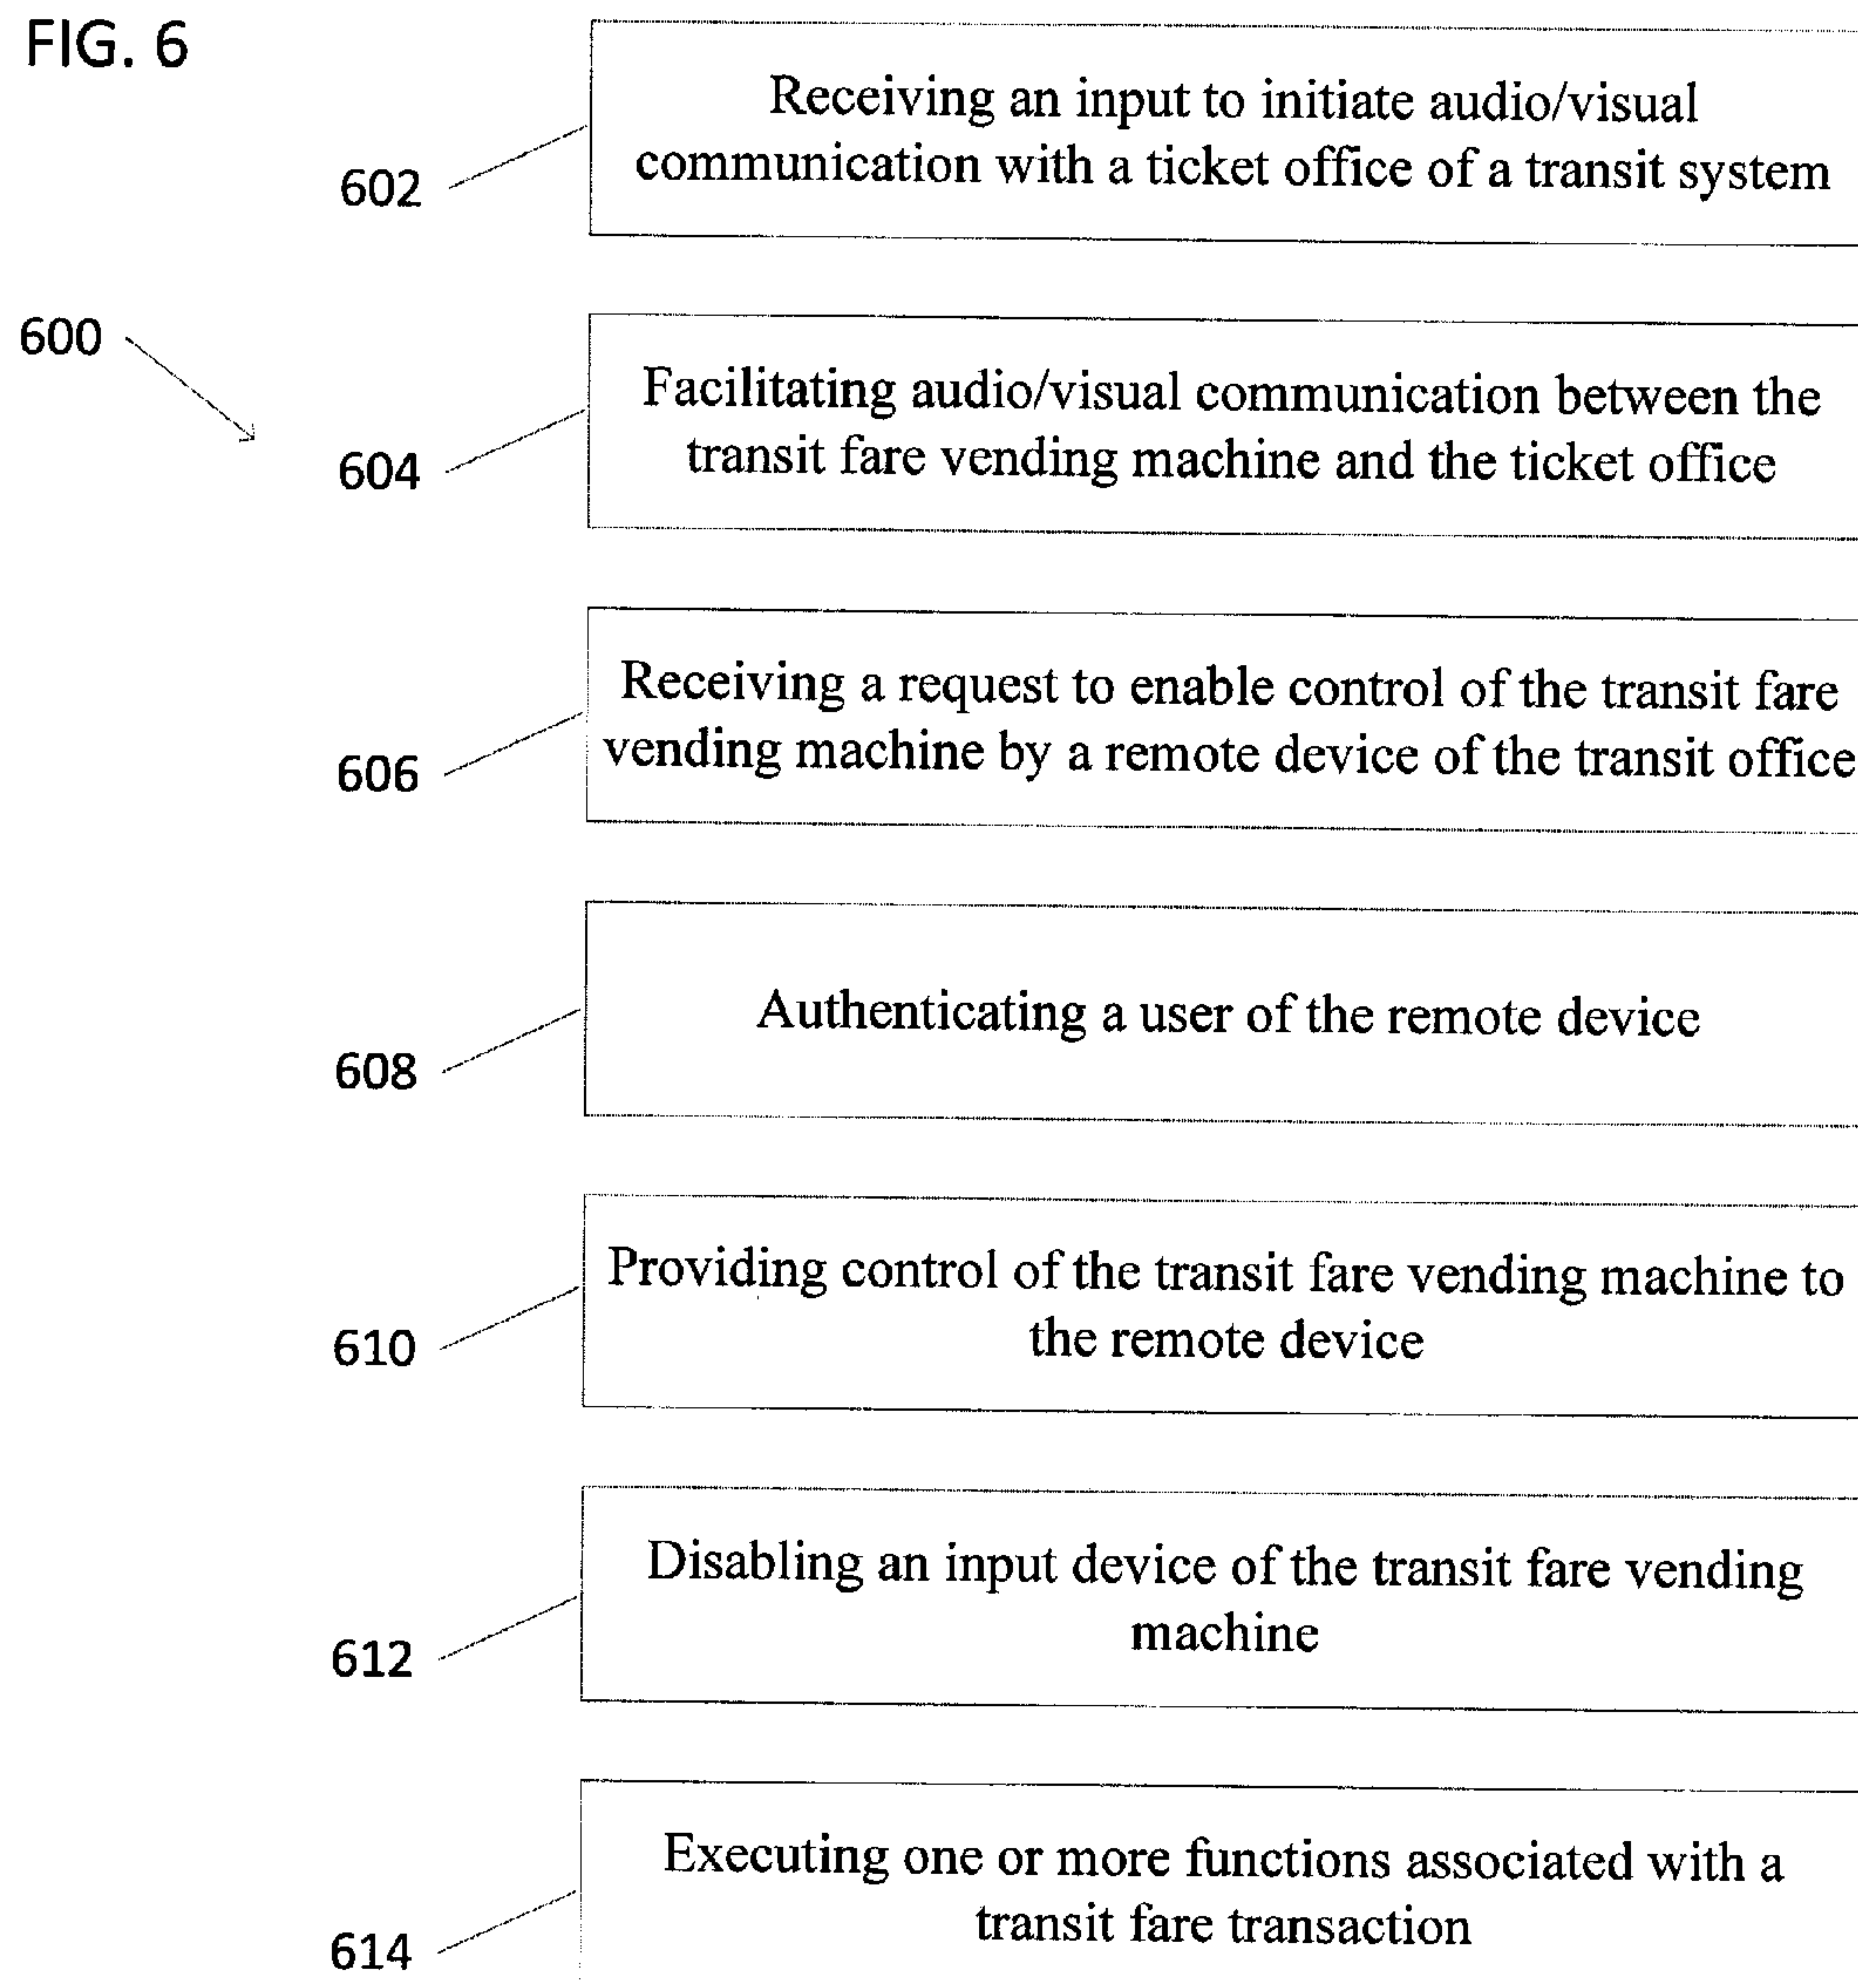 FIG. 6
Receiving an input to initiate audio/visual
communication with a ticket office of a transit system
602
600
Facilitating audio/visual communication between the
transit fare vending machine and the ticket office
604
Receiving a request to enable control of the transit fare
vending machine by a remote device of the transit office
606
Authenticating a user of the remote device
608
Providing control of the transit fare vending machine to
the remote device
610
Disabling an input device of the transit fare vending
machine
612
Executing one or more functions associated with a
transit fare transaction
614